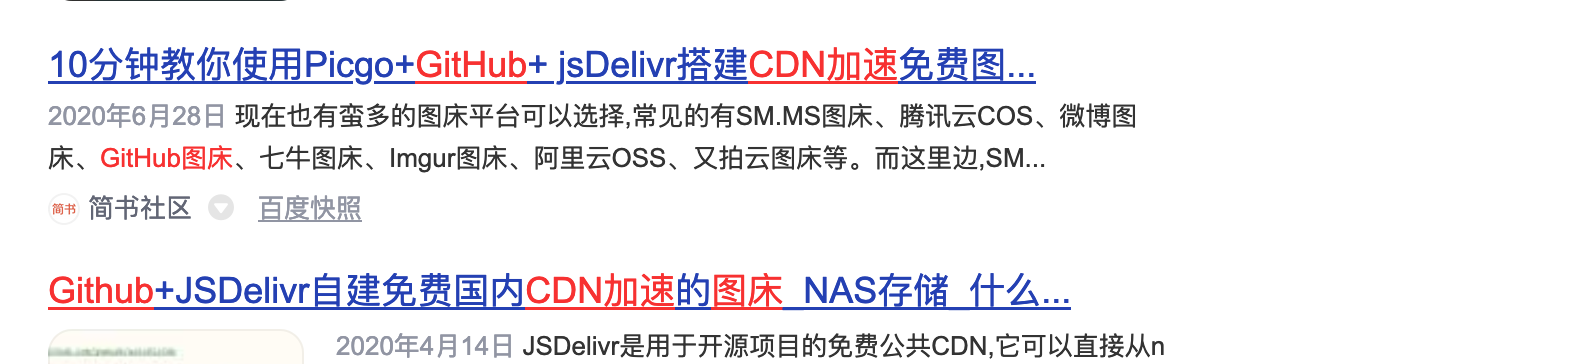 10分钟教你使用Picgo+GitHub+ jsDelivr搭建CDN加速免费图...
2020年6月28日 现在也有蛮多的图床平台可以选择,常见的有SM.MS图床、腾讯云COS、微博图
床、GitHub图床、七牛图床、Imgur图床、阿里云OSS、又拍云图床等。而这里边,SM...
简书 简书社区 百度快照
Github+JSDelivr自建免费国内CDN加速的图床_NAS存储_什么...
2020年4月14日 JSDelivr是用于开源项目的免费公共CDN,它可以直接从n